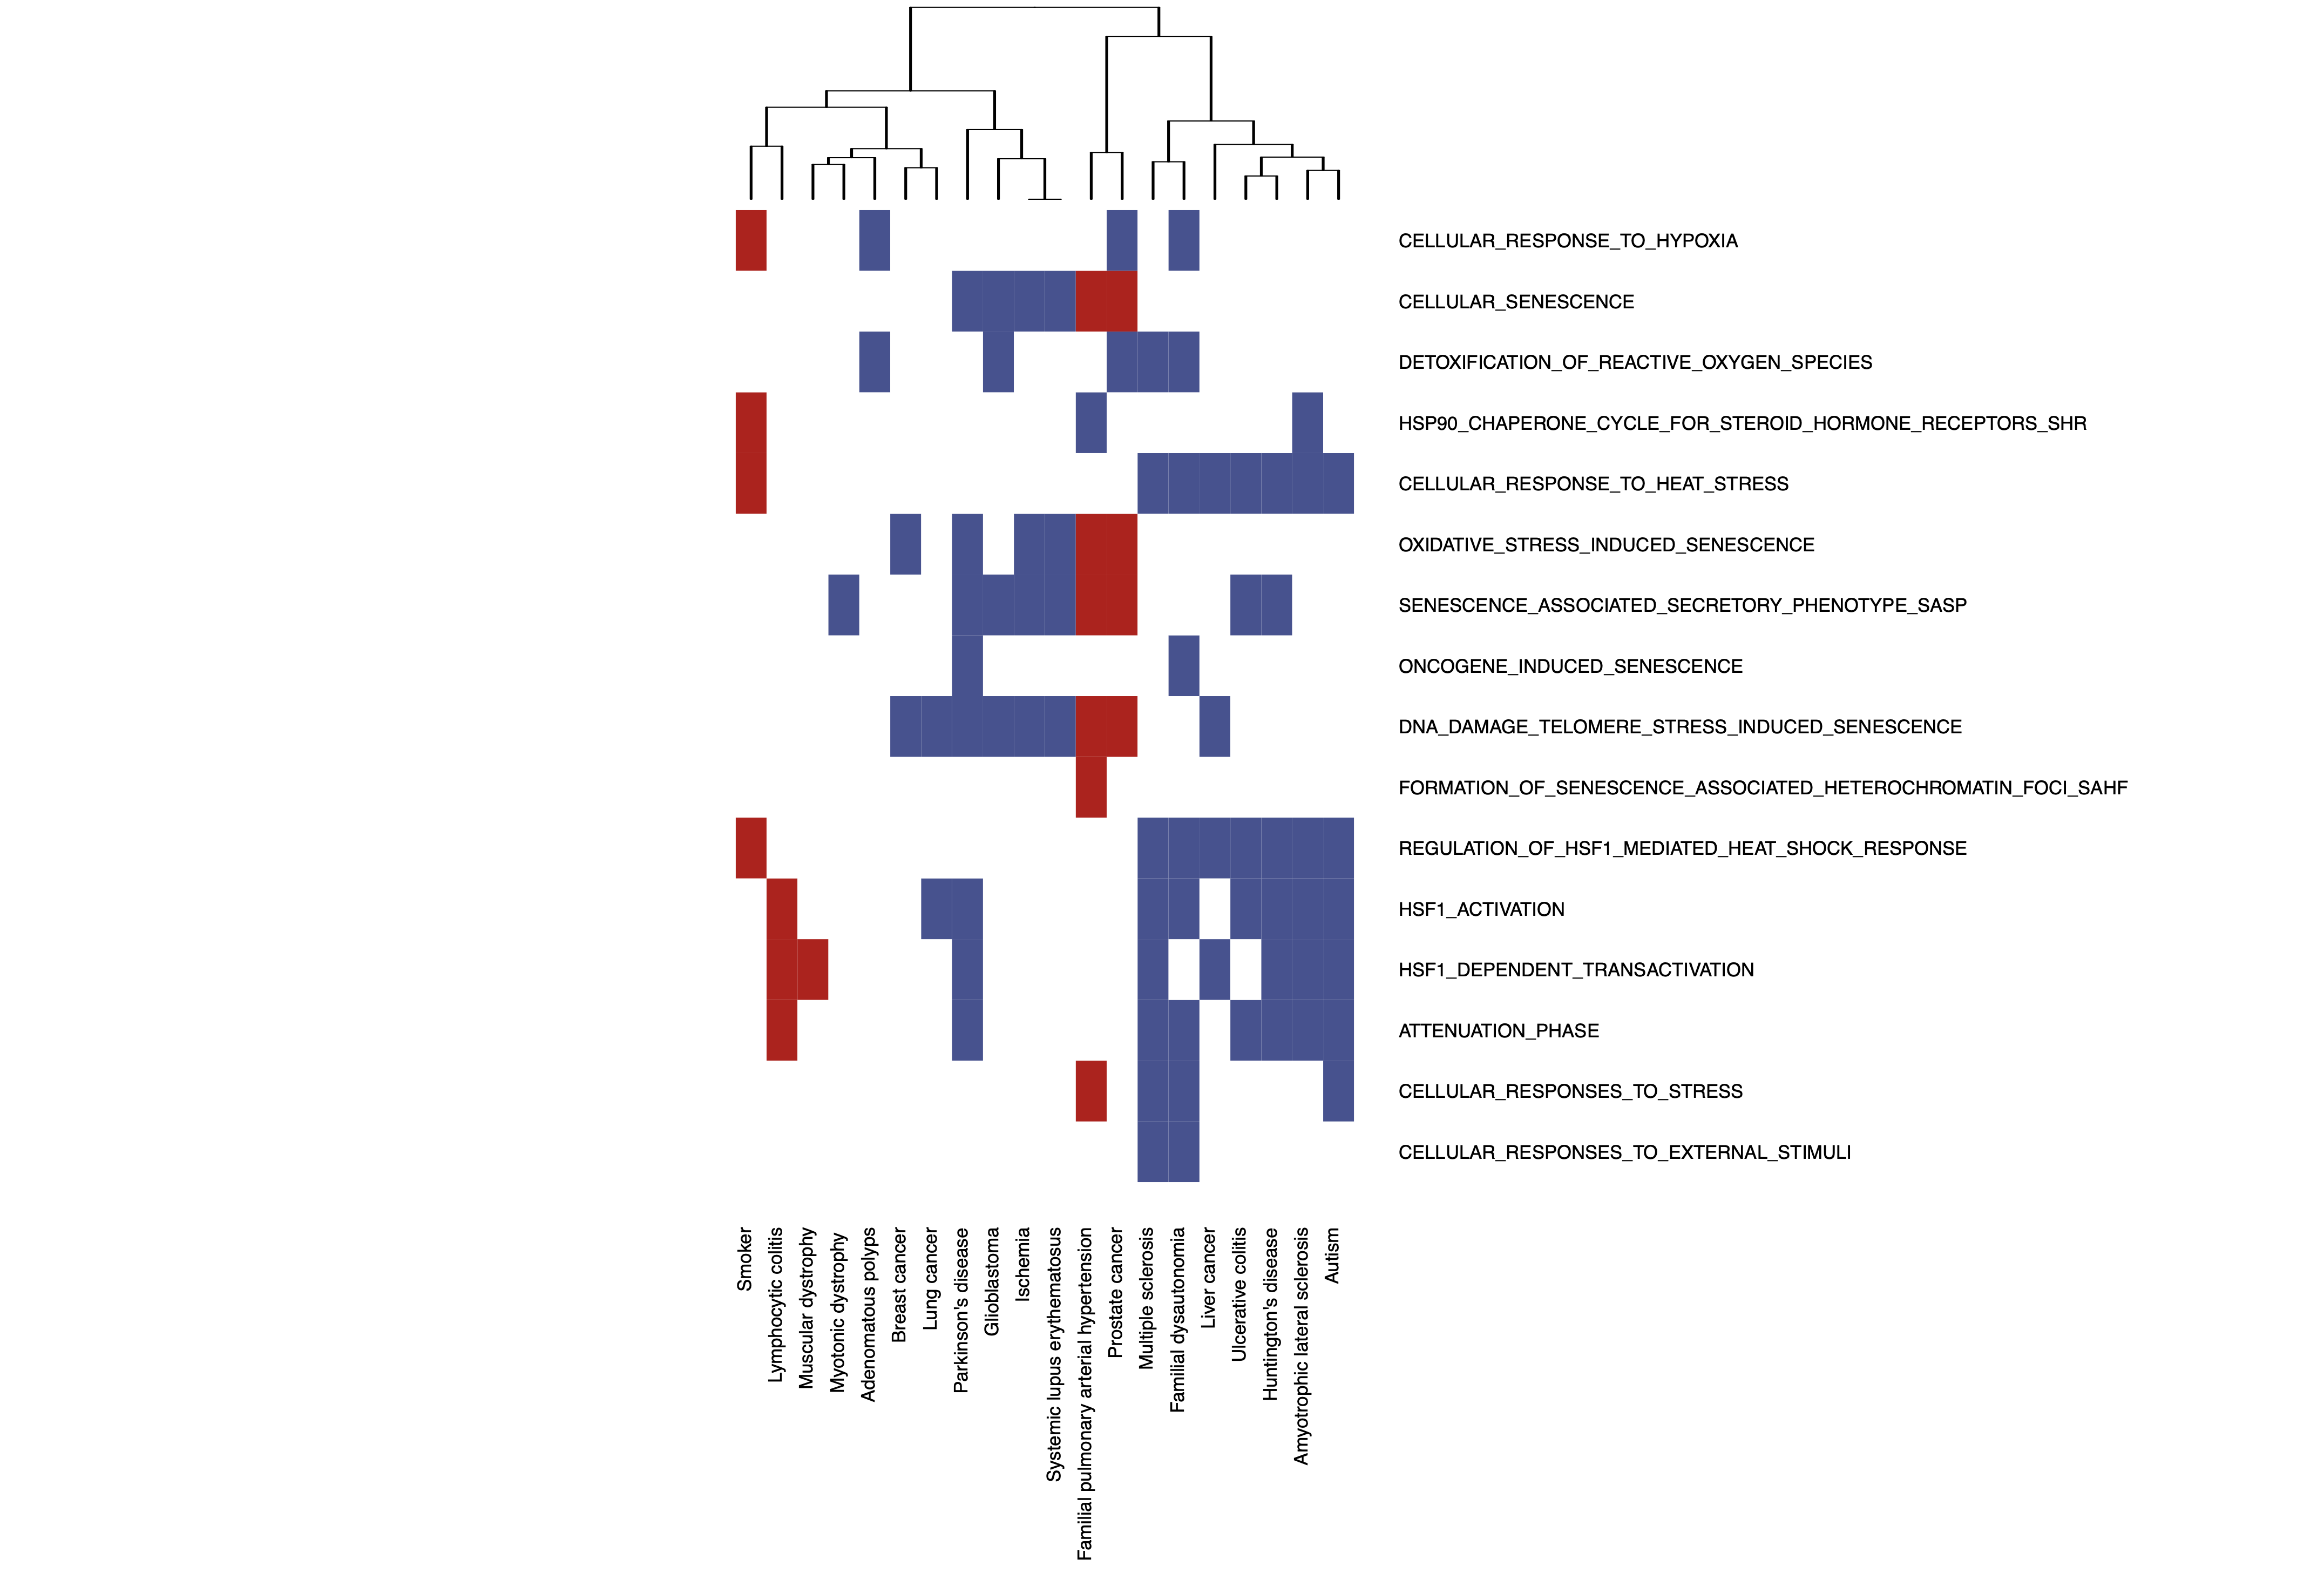 CELLULAR_RESPONSE_TO_HYPOXIA
CELLULAR_SENESCENCE
DETOXIFICATION_OF_REACTIVE_OXYGEN_SPECIES
HSP90_CHAPERONE_CYCLE_FOR_STEROID_HORMONE_RECEPTORS_SHR
CELLULAR_RESPONSE_TO_HEAT_STRESS
OXIDATIVE_STRESS_INDUCED_SENESCENCE
SENESCENCE_ASSOCIATED_SECRETORY_PHENOTYPE_SASP
ONCOGENE_INDUCED_SENESCENCE
DNA_DAMAGE_TELOMERE_STRESS_INDUCED_SENESCENCE
FORMATION_OF_SENESCENCE_ASSOCIATED_HETEROCHROMATIN_FOCI_SAHF
REGULATION_OF_HSF1_MEDIATED_HEAT_SHOCK_RESPONSE
HSF1_ACTIVATION
HSF1_DEPENDENT_TRANSACTIVATION
ATTENUATION_PHASE
CELLULAR_RESPONSES_TO_STRESS
CELLULAR_RESPONSES_TO_EXTERNAL_STIMULI
Smoker
Lymphocytic colitis
Muscular dystrophy
Myotonic dystrophy
Adenomatous polyps
Breast cancer
Lung cancer
Parkinson's disease
Glioblastoma
Ischemia
Systemic lupus erythematosus
Familial pulmonary arterial hypertension
Prostate cancer
Multiple sclerosis
Familial dysautonomia
Liver cancer
Ulcerative colitis
Huntington's disease
Amyotrophic lateral sclerosis
Autism